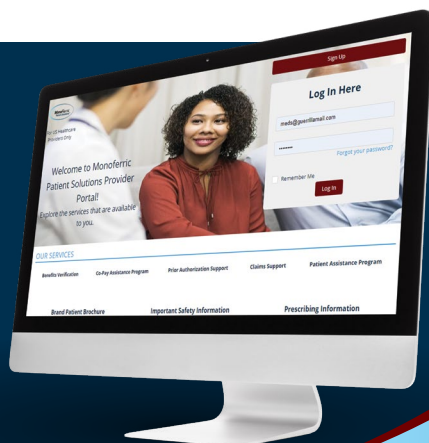 Sign Up
Monoferric
For US Healthcare
Providers Only
Log In Here
meds@guerrillamail.com
Forgot your password?
Remember Me
Log In
Welcome to Monoferric
Patient Solutions Provider
Portal!
Explore the services that are available
to you.
OUR SERVICES
Benefits Verification Co-Pay Assistance Program Prior Authorization Support Claims Support Patient Assistance Program
Brand Patient Brochure Important Safety Information Prescribing Information